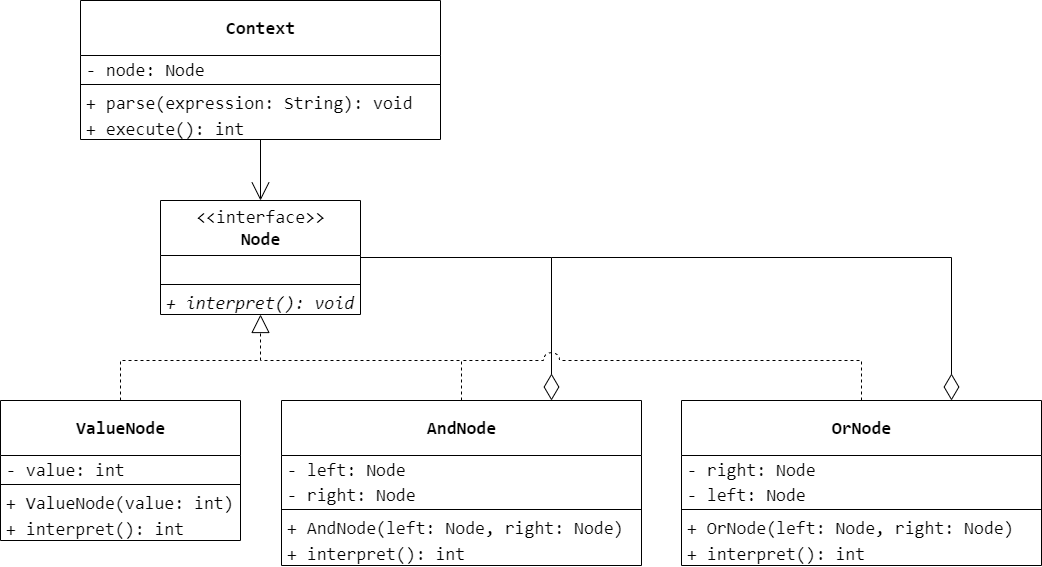 Context
- node: Node
+ parse(expression: String): void
+ execute(): int
<<interface>>
Node
+ interpret(): void
ValueNode
- value: int
+ ValueNode(value: int)
+ interpret(): int
AndNode
- left: Node
- right: Node
+ AndNode(left: Node, right: Node)
+ interpret(): int
OrNode
- right: Node
- left: Node
+ OrNode(left: Node, right: Node)
+ interpret(): int